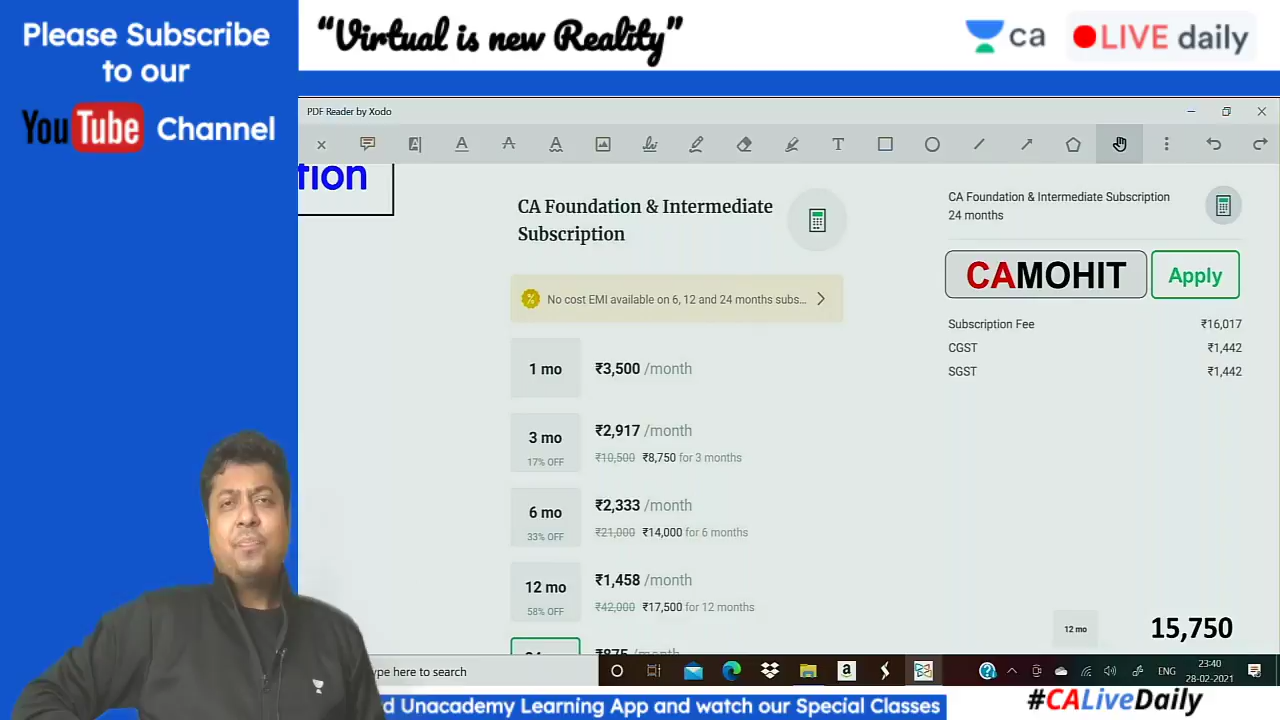 Please Subscribe
to our
YouTube Channel
“Virtual is new Reality”
ca
LIVE daily
PDF Reader by Xodo
tion
CA Foundation & Intermediate
Subscription
No cost EMI available on 6, 12 and 24 months subs...
1 mo
₹3,500 /month
3 mo
17% OFF
₹2,917 /month
₹10,500 ₹8,750 for 3 months
6 mo
33% OFF
₹2,333 /month
₹21,000 ₹14,000 for 6 months
12 mo
58% OFF
₹1,458 /month
₹42,000 ₹17,500 for 12 months
₹875 /month
CA Foundation & Intermediate Subscription
24 months
CAMOHIT
Apply
Subscription Fee ₹16,017
CGST ₹1,442
SGST ₹1,442
12 mo
15,750
ype here to search
ENG
23:40
28-02-2021
d Unacademy Learning App and watch our Special Classes
#CALiveDaily